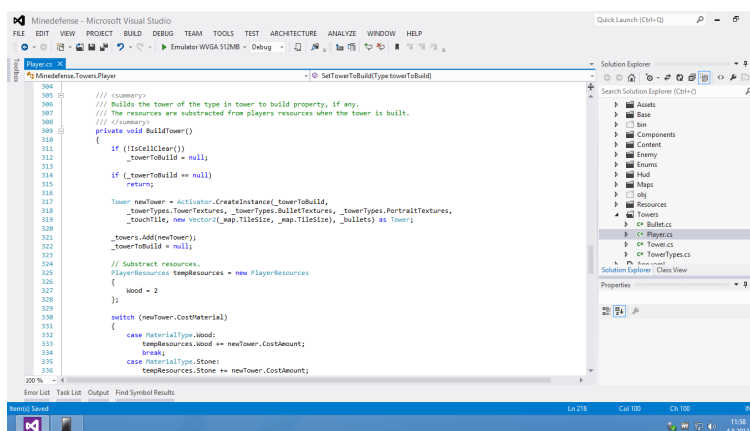 Minedefense - Microsoft Visual Studio
Quick Launch (Ctrl+Q)
FILE EDIT VIEW PROJECT BUILD DEBUG TEAM TOOLS TEST ARCHITECTURE ANALYZE WINDOW HELP
Emulator WVGA 512MB Debug
Toolbox
Player.cs
Minedefense.Towers.Player
SetTowerToBuild(Type towerToBuild)
304
305 /// <summary>
306 /// Builds the tower of the type in tower to build property, if any.
307 /// The resources are substracted from players resources when the tower is built.
308 /// </summary>
309 private void BuildTower()
310 {
311 if (!IsCellClear())
312 _towerToBuild = null;
313
314 if (_towerToBuild == null)
315 return;
316
317 Tower newTower = Activator.CreateInstance(_towerToBuild,
318 _towerTypes.TowerTextures, _towerTypes.BulletTextures, _towerTypes.PortraitTextures,
319 _touchTile, new Vector2(_map.TileSize, _map.TileSize), _bullets) as Tower;
320
321 _towers.Add(newTower);
322 _towerToBuild = null;
323
324 // Substract resources.
325 PlayerResources tempResources = new PlayerResources
326 {
327 Wood = 2
328 };
329
330 switch (newTower.CostMaterial)
331 {
332 case MaterialType.Wood:
333 tempResources.Wood += newTower.CostAmount;
334 break;
335 case MaterialType.Stone:
336 tempResources.Stone += newTower.CostAmount;
100 %
Solution Explorer
Search Solution Explorer (Ctrl+č)
Assets
Base
bin
Components
Content
Enemy
Enums
Hud
Maps
obj
Resources
Towers
C# Bullet.cs
C# Player.cs
C# Tower.cs
C# TowerTypes.cs
Solution Explorer Class View
Properties
Error List Task List Output Find Symbol Results
Item(s) Saved
Ln 218 Col 100 Ch 100
11:58